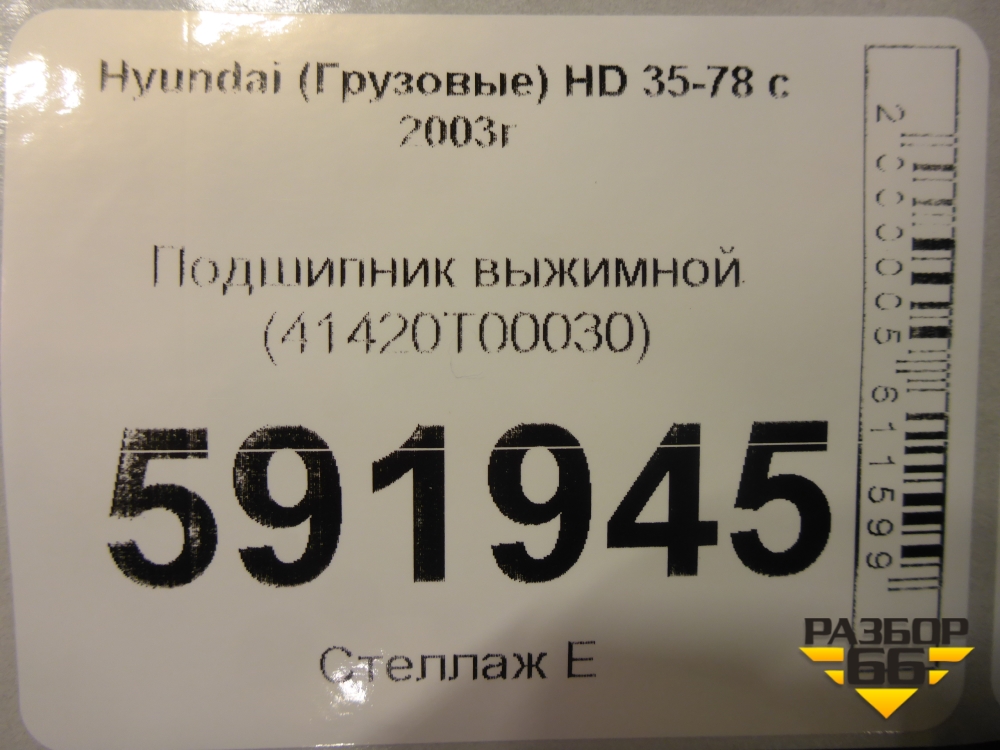 Hyundai (Грузовые) HD 35-78 с
2003г
Подшипник выжимной
(41420T00030)
591945
Стеллаж Е
2000005611599
РАЗБОР
66